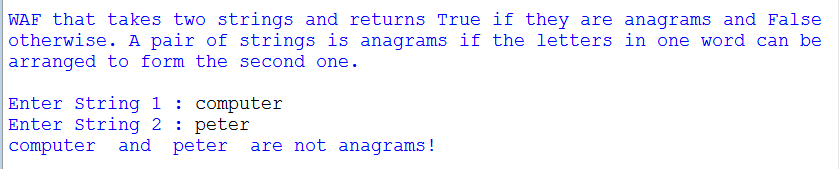 WAF that takes two strings and returns True if they are anagrams and False
otherwise. A pair of strings is anagrams if the letters in one word can be
arranged to form the second one.
Enter String 1 : computer
Enter String 2 : peter
computer  and  peter  are not anagrams!